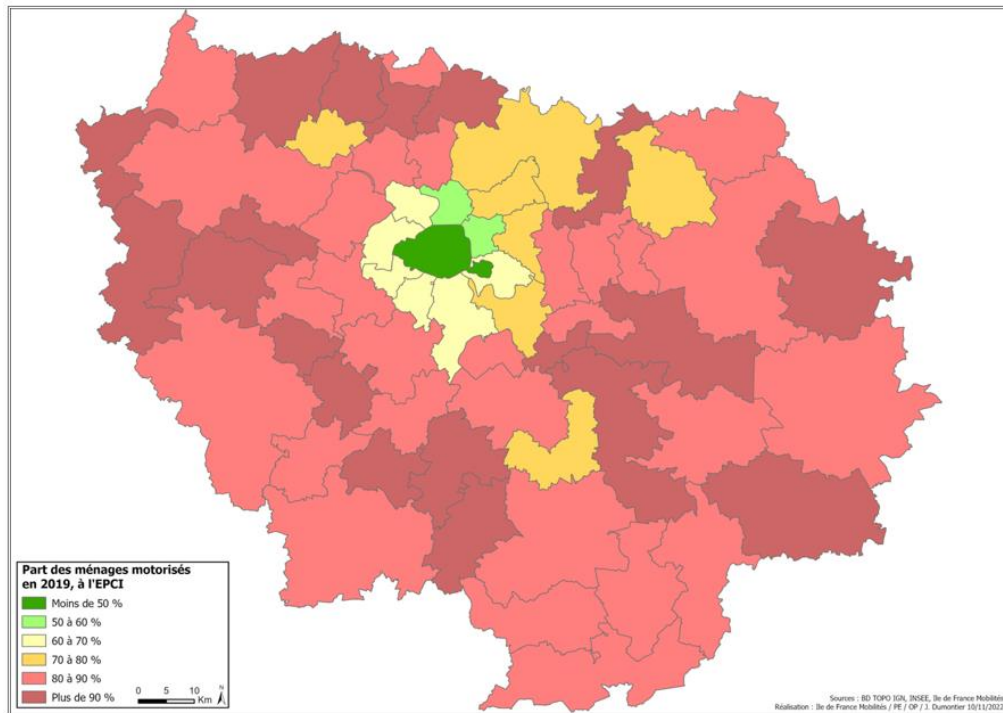 Part des ménages motorisés
en 2019, à l'EPCI
Moins de 50 %
50 à 60 %
60 à 70 %
70 à 80 %
80 à 90 %
Plus de 90 %
0 5 10
Km
N
Sources : BD TOPO IGN, INSEE, Ile de France Mobilités
Réalisation : Ile de France Mobilités / PE / OP / J. Dumontier 10/11/2022